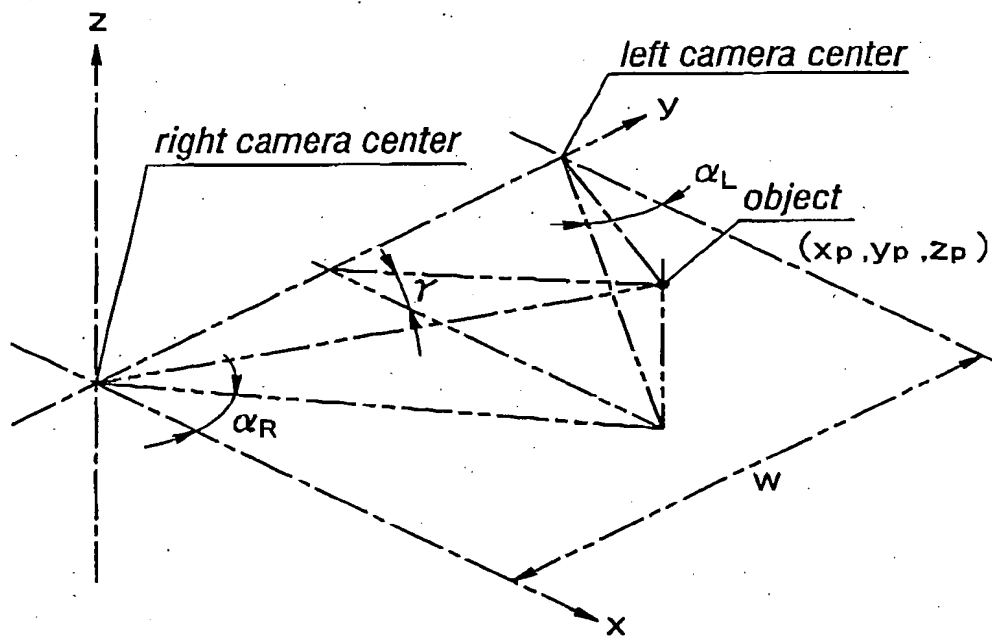 z
left camera center
y
right camera center
αL
object
(xp,yp,zp)
γ
αR
w
x